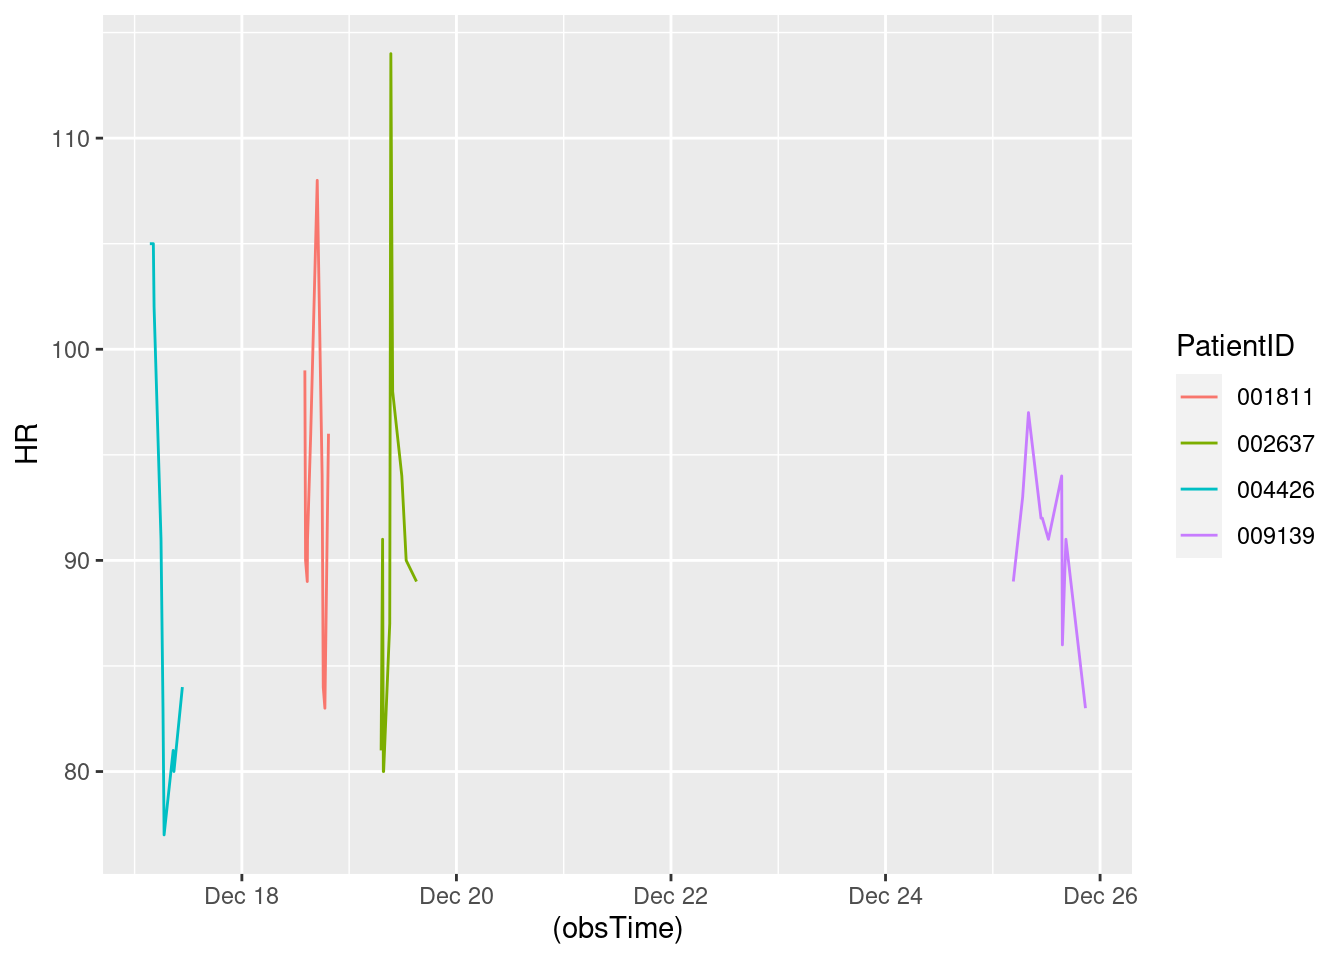 110
100
90
80
HR
Dec 18 Dec 20 Dec 22 Dec 24 Dec 26
(obsTime)
PatientID
001811
002637
004426
009139